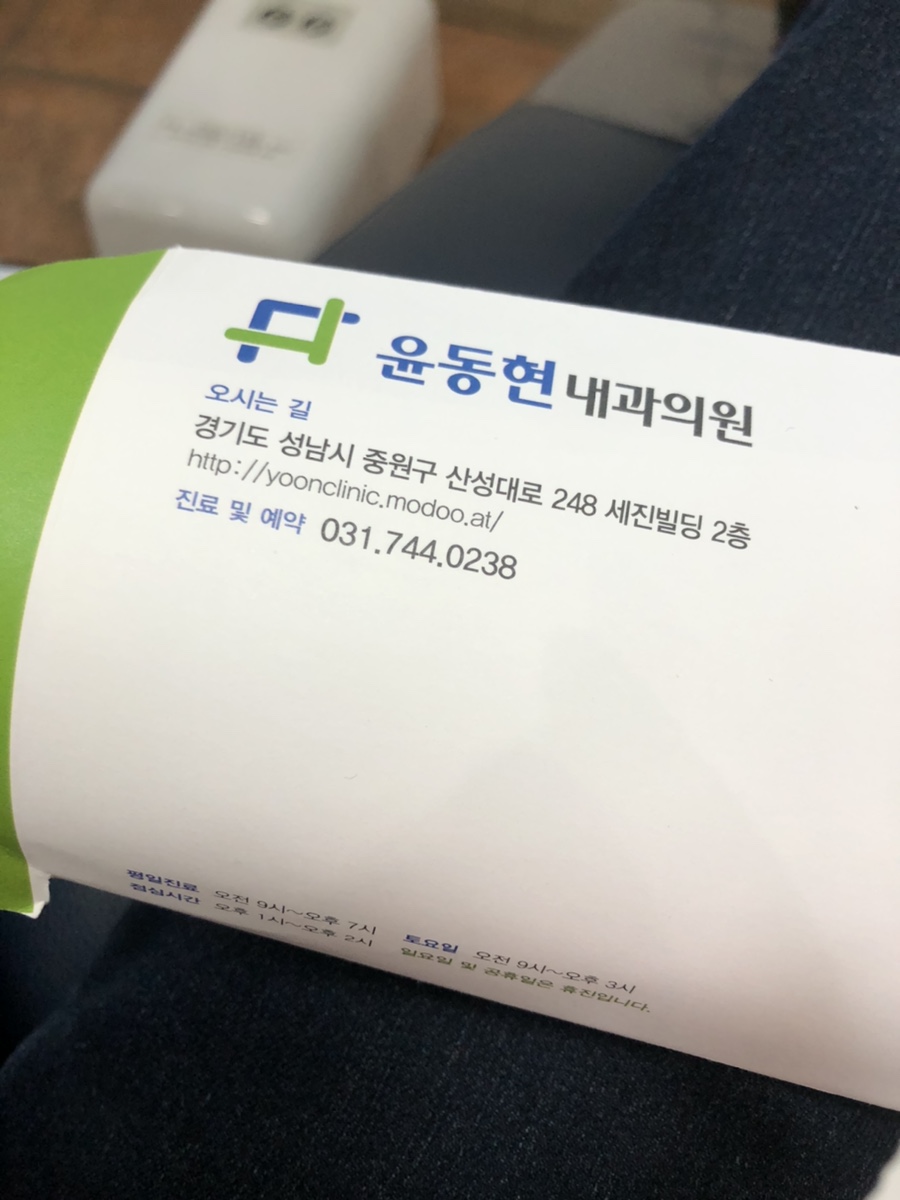 윤동현내과의원
오시는 길
경기도 성남시 중원구 산성대로 248 세진빌딩 2층
http://yoonclinic.modoo.at/
진료 및 예약 031.744.0238
평일진료 오전 9시~오후 7시
점심시간 오후 1시~오후 2시
토요일 오전 9시~오후 3시
일요일 및 공휴일은 휴진입니다.